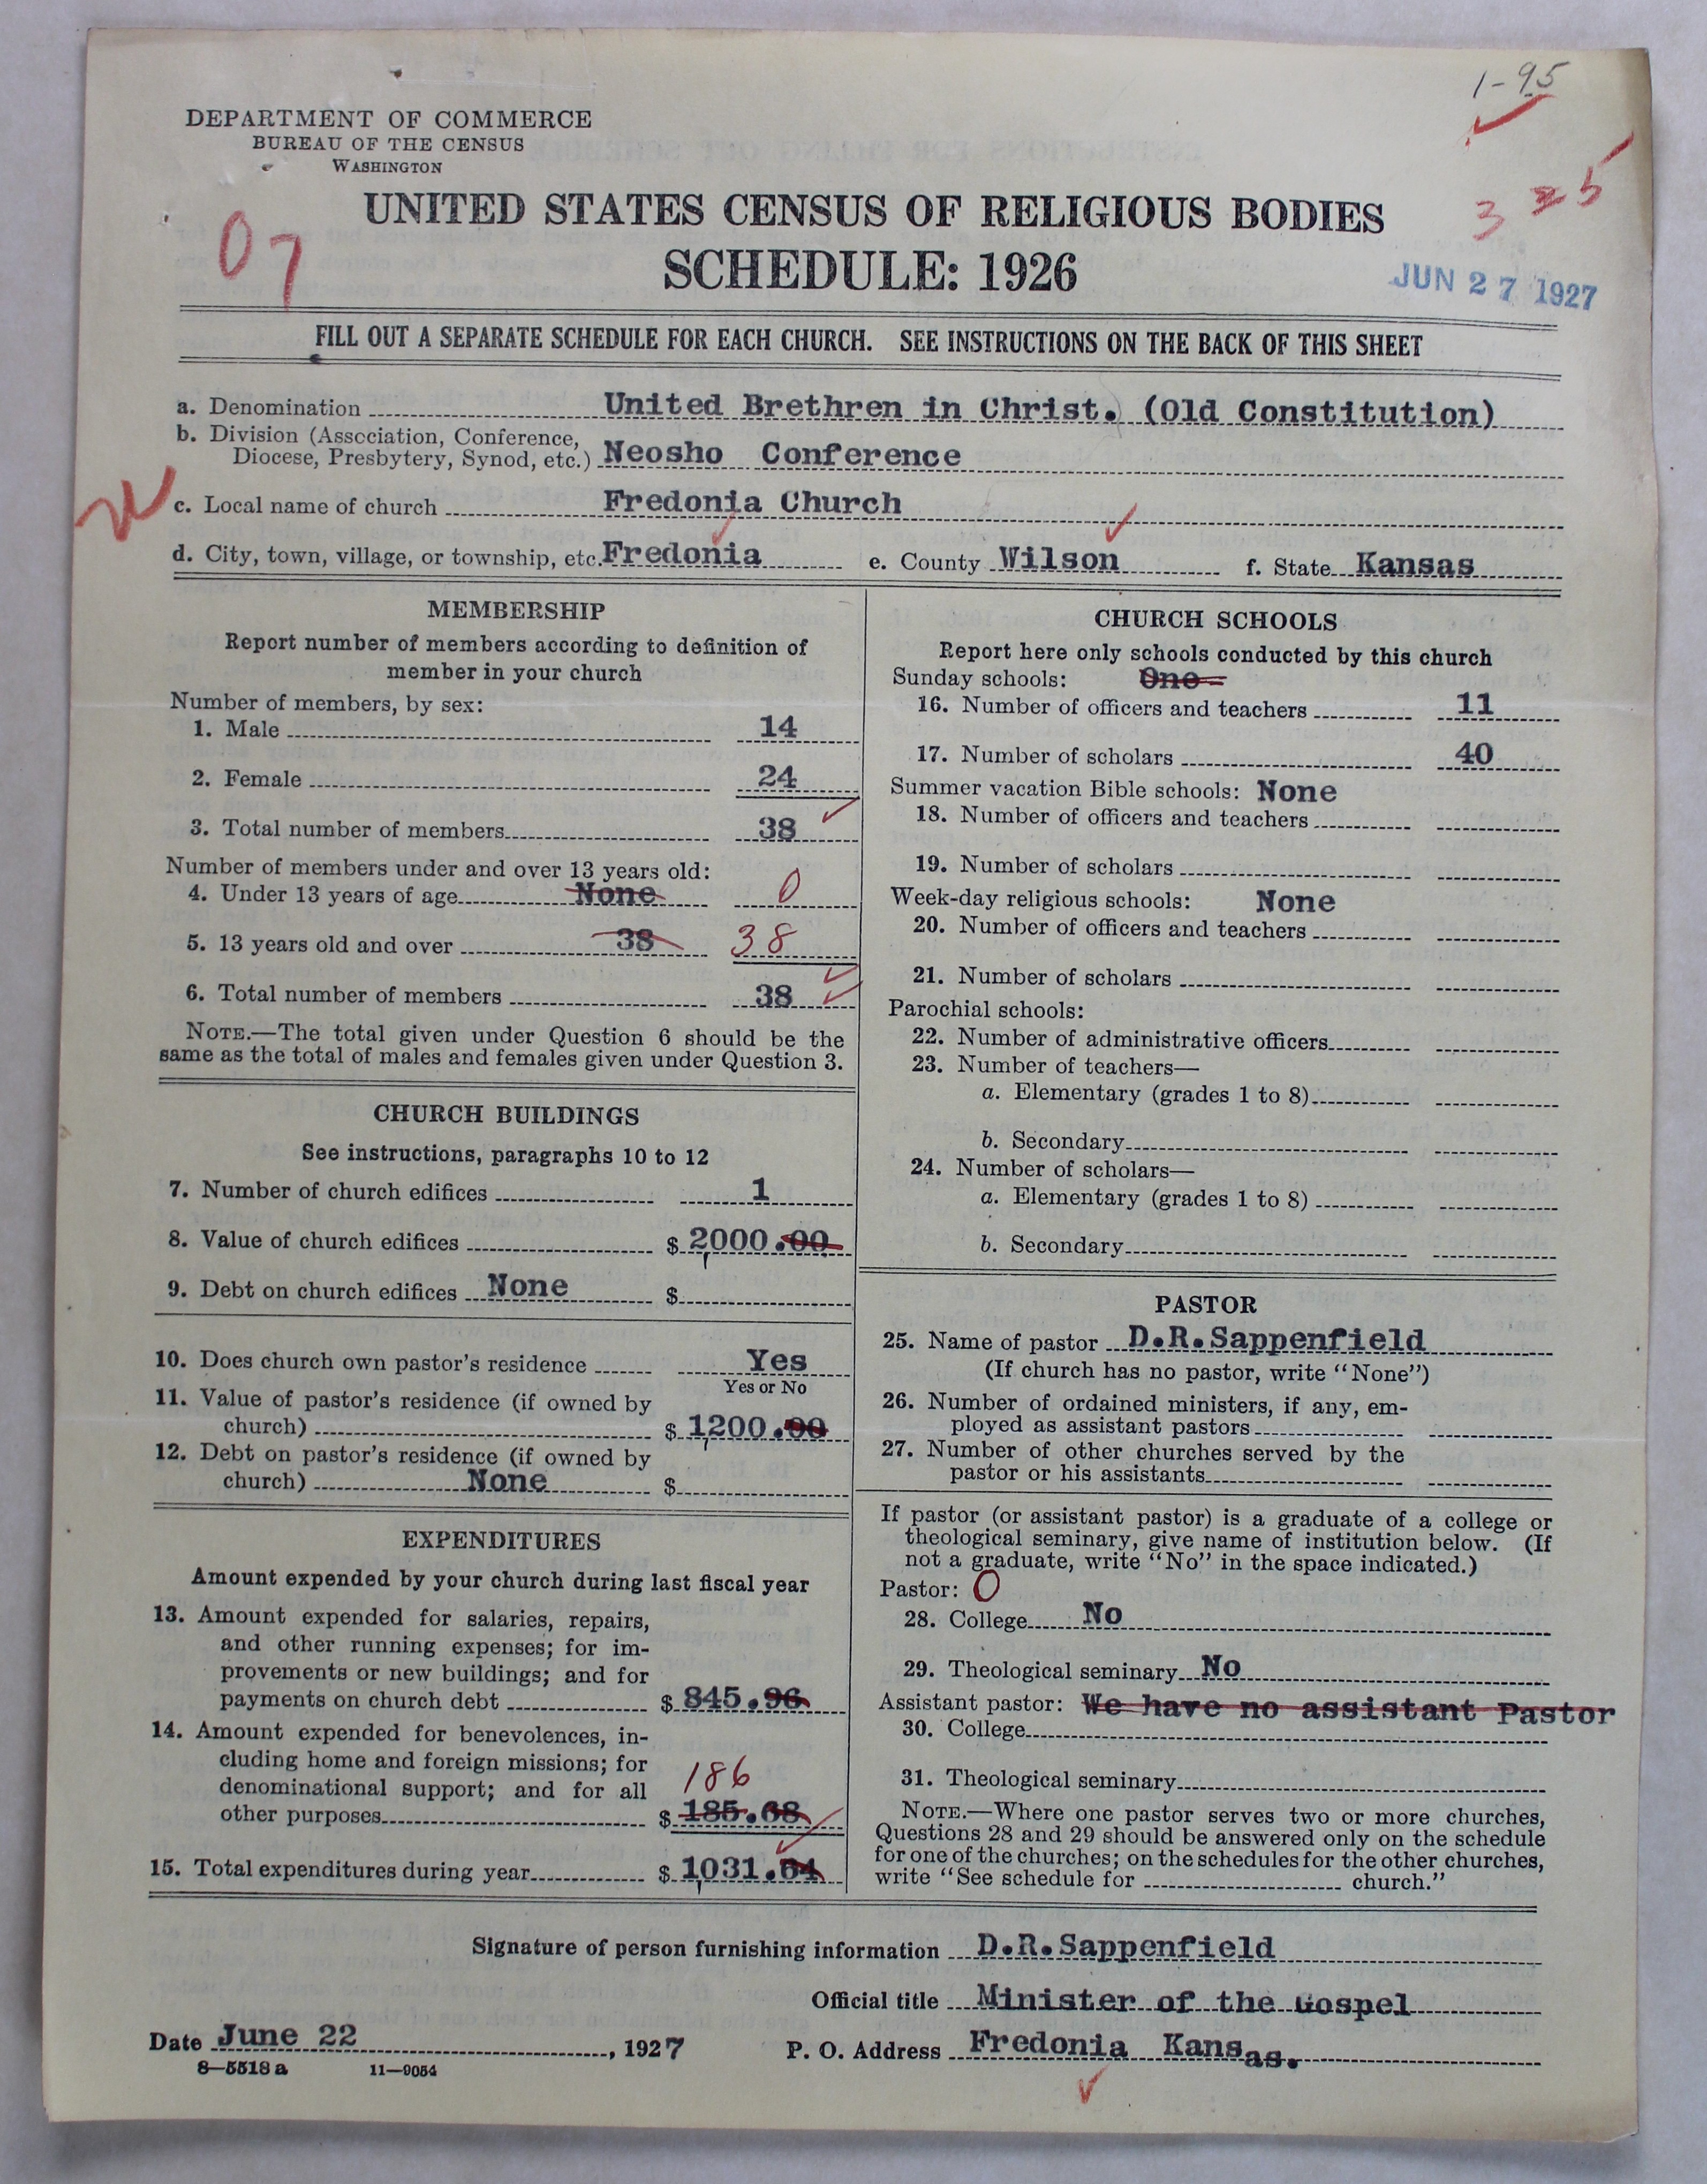 1-95
DEPARTMENT OF COMMERCE
BUREAU OF THE CENSUS
WASHINGTON
UNITED STATES CENSUS OF RELIGIOUS BODIES
SCHEDULE: 1926
07
3 2 5
JUN 27 1927
FILL OUT A SEPARATE SCHEDULE FOR EACH CHURCH. SEE INSTRUCTIONS ON THE BACK OF THIS SHEET
a. Denomination United Brethren in Christ. (Old Constitution)
b. Division (Association, Conference,
Diocese, Presbytery, Synod, etc.) Neosho Conference
c. Local name of church Fredonia Church
d. City, town, village, or township, etc. Fredonia e. County Wilson f. State Kansas
MEMBERSHIP
Report number of members according to definition of
member in your church
Number of members, by sex:
1. Male 14
2. Female 24
3. Total number of members 38
Number of members under and over 13 years old:
4. Under 13 years of age None 0
5. 13 years old and over 38 38
6. Total number of members 38
NOTE.—The total given under Question 6 should be the
same as the total of males and females given under Question 3.
CHURCH BUILDINGS
See instructions, paragraphs 10 to 12
7. Number of church edifices 1
8. Value of church edifices $ 2000.00
9. Debt on church edifices None $
10. Does church own pastor's residence Yes
Yes or No
11. Value of pastor's residence (if owned by
church) $ 1200.00
12. Debt on pastor's residence (if owned by
church) None $
EXPENDITURES
Amount expended by your church during last fiscal year
13. Amount expended for salaries, repairs,
and other running expenses; for im-
provements or new buildings; and for
payments on church debt $ 845.96
14. Amount expended for benevolences, in-
cluding home and foreign missions; for
denominational support; and for all 186
other purposes $ 185.68
15. Total expenditures during year $ 1031.64
CHURCH SCHOOLS
Report here only schools conducted by this church
Sunday schools: One
16. Number of officers and teachers 11
17. Number of scholars 40
Summer vacation Bible schools: None
18. Number of officers and teachers
19. Number of scholars
Week-day religious schools: None
20. Number of officers and teachers
21. Number of scholars
Parochial schools:
22. Number of administrative officers
23. Number of teachers—
a. Elementary (grades 1 to 8)
b. Secondary
24. Number of scholars—
a. Elementary (grades 1 to 8)
b. Secondary
PASTOR
25. Name of pastor D.R.Sappenfield
(If church has no pastor, write "None")
26. Number of ordained ministers, if any, em-
ployed as assistant pastors
27. Number of other churches served by the
pastor or his assistants
If pastor (or assistant pastor) is a graduate of a college or
theological seminary, give name of institution below. (If
not a graduate, write "No" in the space indicated.)
Pastor: 0
28. College No
29. Theological seminary No
Assistant pastor: We have no assistant Pastor
30. College
31. Theological seminary
NOTE.—Where one pastor serves two or more churches,
Questions 28 and 29 should be answered only on the schedule
for one of the churches; on the schedules for the other churches,
write "See schedule for church."
Signature of person furnishing information D.R.Sappenfield
Official title Minister of the Gospel
Date June 22, 1927 P. O. Address Fredonia Kansas.
8—5518 a 11—9054